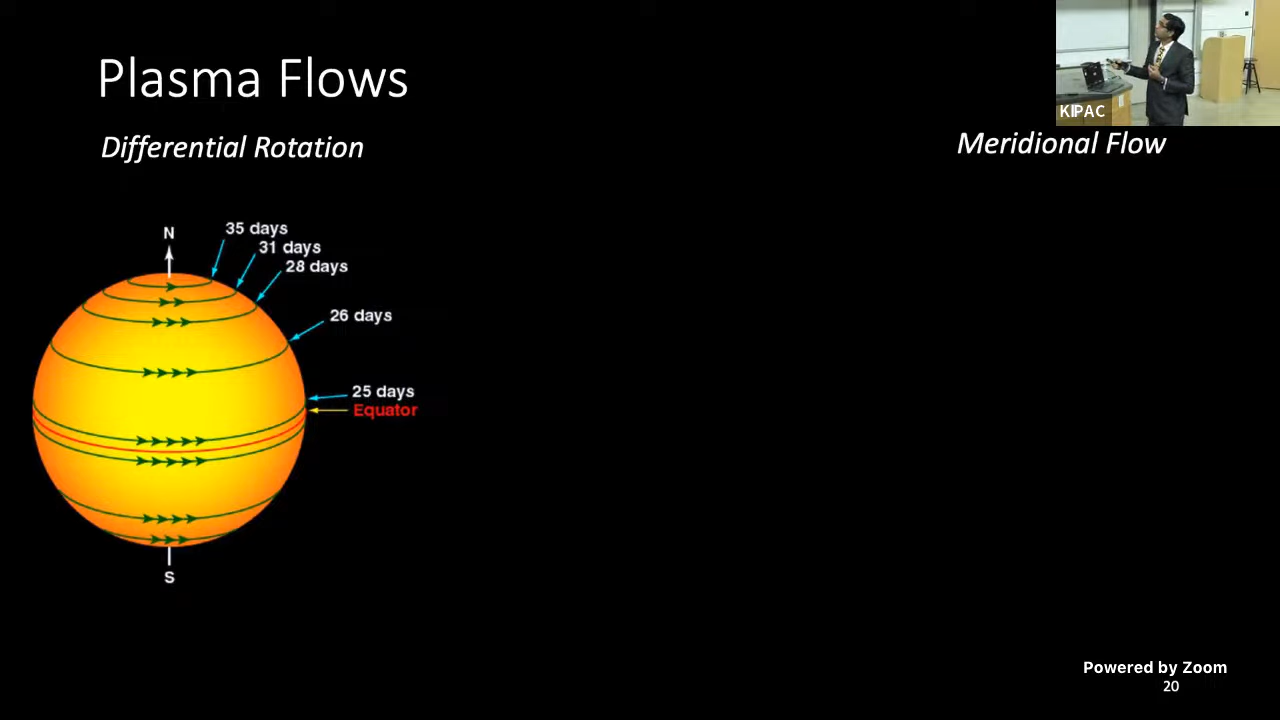 Plasma Flows
KIPAC
Differential Rotation
Meridional Flow
N
35 days
31 days
28 days
26 days
25 days
Equator
S
Powered by Zoom
20